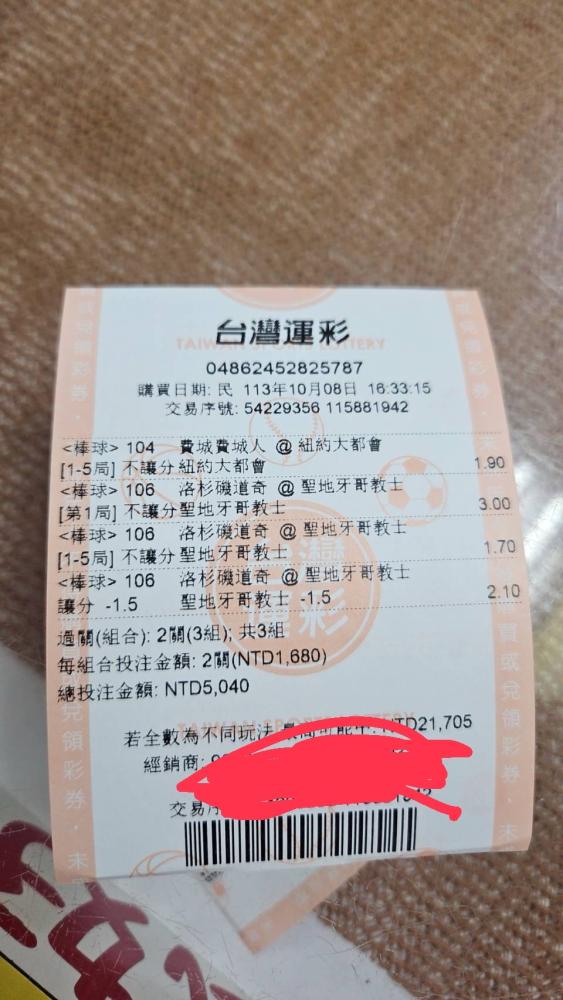 台灣運彩
TAIWAN SPORTS LOTTERY
04862452825787
購買日期: 民 113年10月08日 16:33:15
交易序號: 54229356 115881942
<棒球> 104 費城費城人 @ 紐約大都會
[1-5局] 不讓分 紐約大都會 1.90
<棒球> 106 洛杉磯道奇 @ 聖地牙哥教士
[第1局] 不讓分 聖地牙哥教士 3.00
<棒球> 106 洛杉磯道奇 @ 聖地牙哥教士
[1-5局] 不讓分 聖地牙哥教士 1.70
<棒球> 106 洛杉磯道奇 @ 聖地牙哥教士
讓分 -1.5 聖地牙哥教士 -1.5 2.10
過關(組合): 2關(3組); 共3組
每組合投注金額: 2關(NTD1,680)
總投注金額: NTD5,040
若全數為不同玩法 NTD21,705
經銷商:
交易